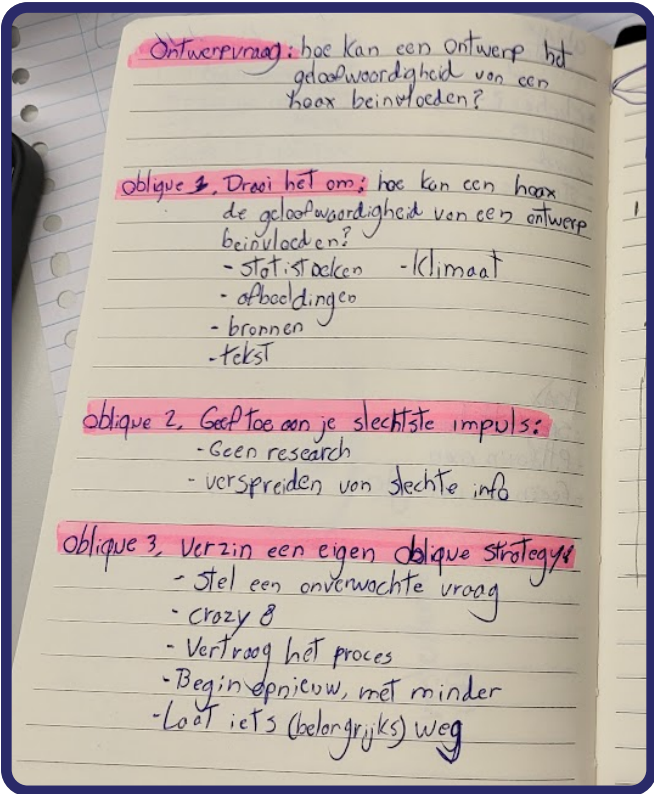 Ontwerpvraag: hoe kan een ontwerp het
geloofwoordigheid van een
hoax beinvloeden?
oblique 1, Draai het om: hoe kan een hoax
de geloofwaardigheid van een ontwerp
beinvloeden?
- statistoeken - Klimaat
- afbeeldingen
- bronnen
- tekst
oblique 2, Geef toe aan je slechtste impuls:
- Geen research
- verspreiden van slechte info
oblique 3, verzin een eigen oblique strategy:
- Stel een onverwachte vraag
- crazy 8
- Vertraag het proces
- Begin opnieuw, met minder
- Laat iets (belangrijks) weg